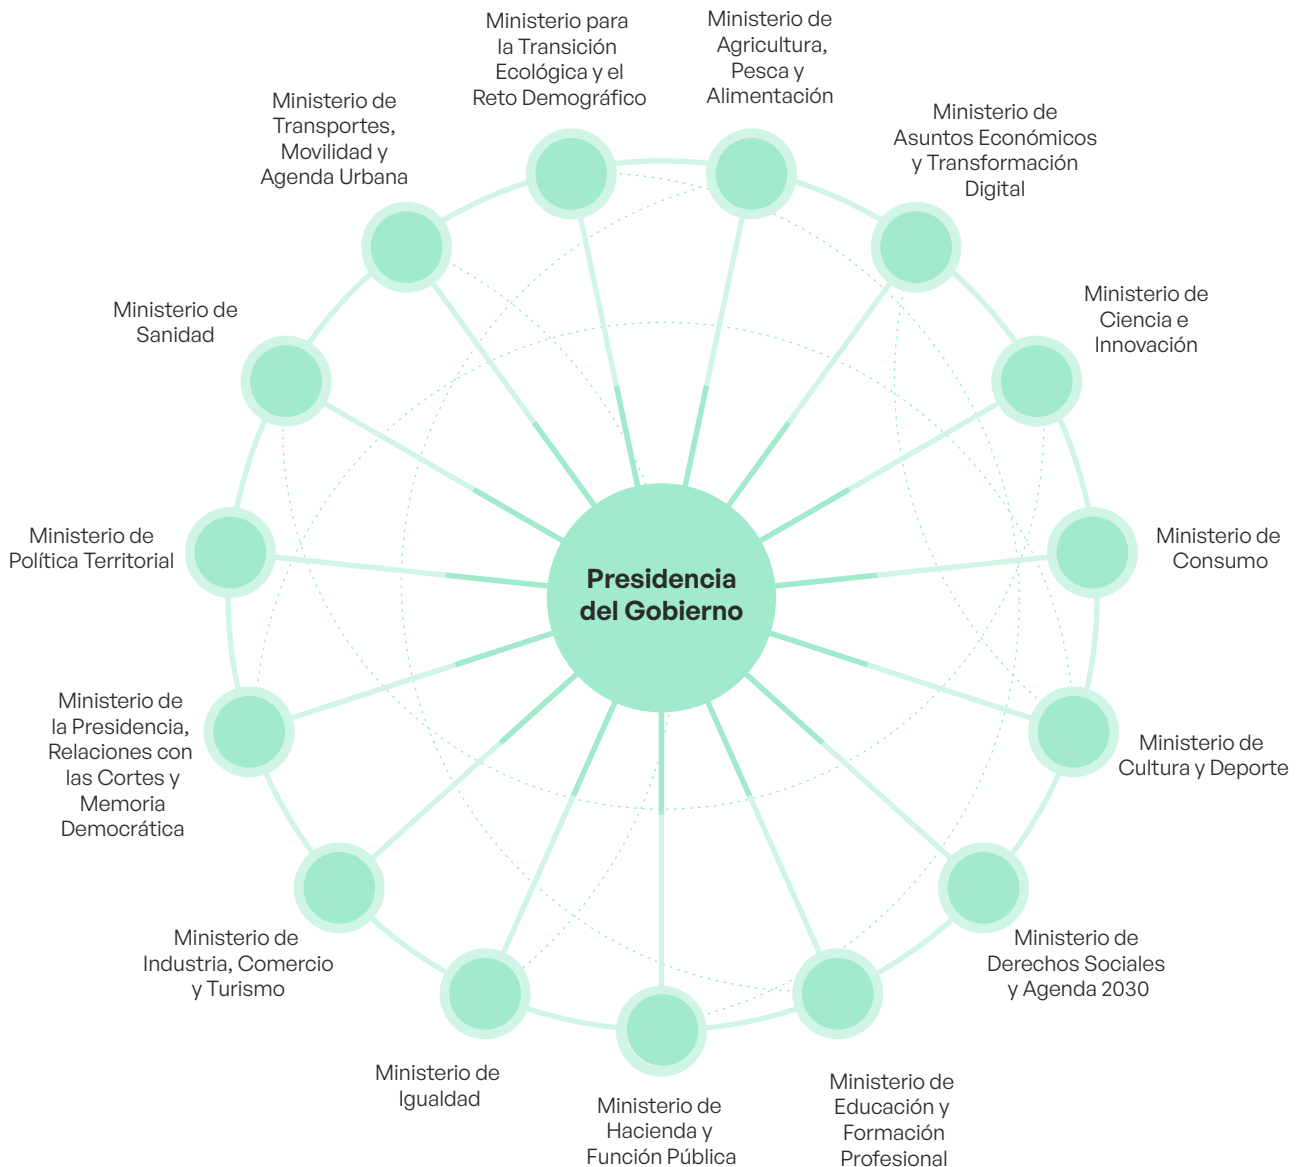 Ministerio para
la Transición
Ecológica y el
Reto Demográfico
Ministerio de
Agricultura,
Pesca y
Alimentación
Ministerio de
Asuntos Económicos
y Transformación
Digital
Ministerio de
Ciencia e
Innovación
Ministerio de
Consumo
Ministerio de
Cultura y Deporte
Ministerio de
Derechos Sociales
y Agenda 2030
Ministerio de
Educación y
Formación
Profesional
Ministerio de
Hacienda y
Función Pública
Ministerio de
Igualdad
Ministerio de
Industria, Comercio
y Turismo
Ministerio de
la Presidencia,
Relaciones con
las Cortes y
Memoria
Democrática
Ministerio de
Política Territorial
Ministerio de
Sanidad
Ministerio de
Transportes,
Movilidad y
Agenda Urbana
Presidencia
del Gobierno